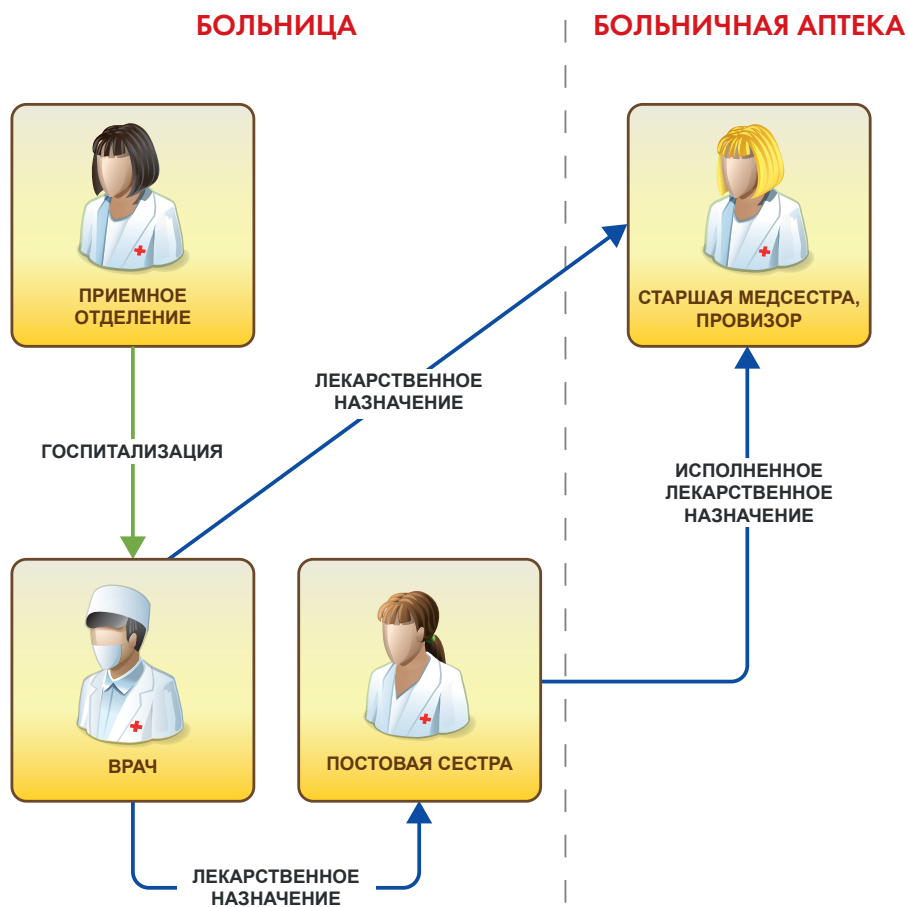 БОЛЬНИЦА
БОЛЬНИЧНАЯ АПТЕКА
ПРИЕМНОЕ
ОТДЕЛЕНИЕ
СТАРШАЯ МЕДСЕСТРА,
ПРОВИЗОР
ЛЕКАРСТВЕННОЕ
НАЗНАЧЕНИЕ
ГОСПИТАЛИЗАЦИЯ
ИСПОЛНЕННОЕ
ЛЕКАРСТВЕННОЕ
НАЗНАЧЕНИЕ
ВРАЧ
ПОСТОВАЯ СЕСТРА
ЛЕКАРСТВЕННОЕ
НАЗНАЧЕНИЕ